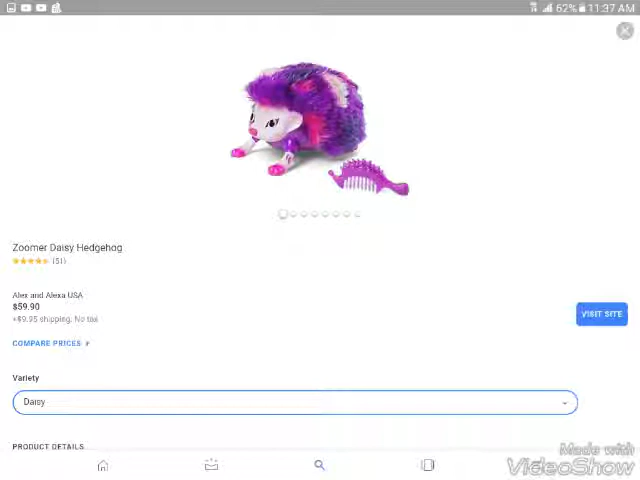 62% 11:37 AM
Zoomer Daisy Hedgehog
(51)
Alex and Alexa USA
$59.90
+$9.95 shipping. No tax
VISIT SITE
COMPARE PRICES
Variety
Daisy
PRODUCT DETAILS
Made with
VideoShow